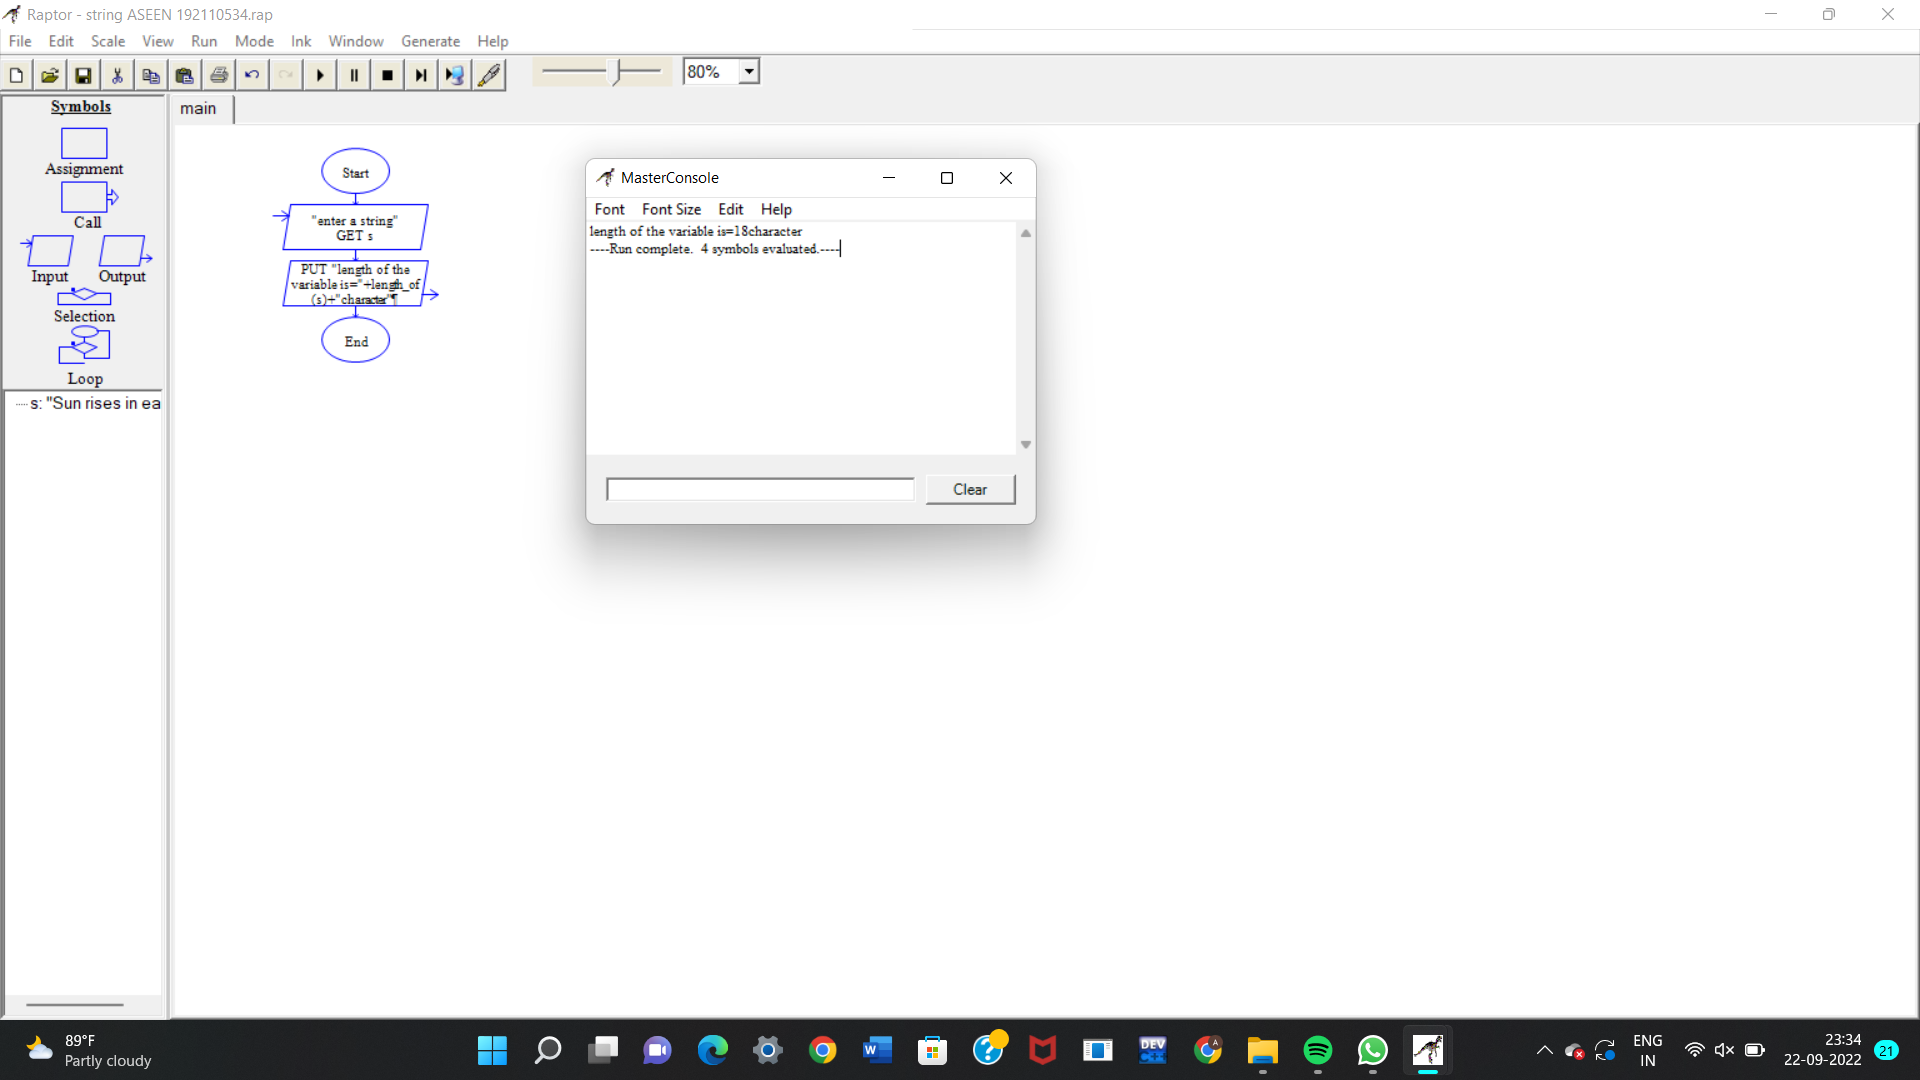 Raptor - string ASEEN 192110534.rap
File Edit Scale View Run Mode Ink Window Generate Help
80%
Symbols
main
Assignment
Call
Input Output
Selection
Loop
s: "Sun rises in ea
Start
"enter a string"
GET s
PUT "length of the
variable is="+length_of
(s)+"character"¶
End
MasterConsole
Font Font Size Edit Help
length of the variable is=18character
----Run complete.  4 symbols evaluated.----
Clear
89°F
Partly cloudy
W
DEV
C++
A
ENG
IN
23:34
22-09-2022
21